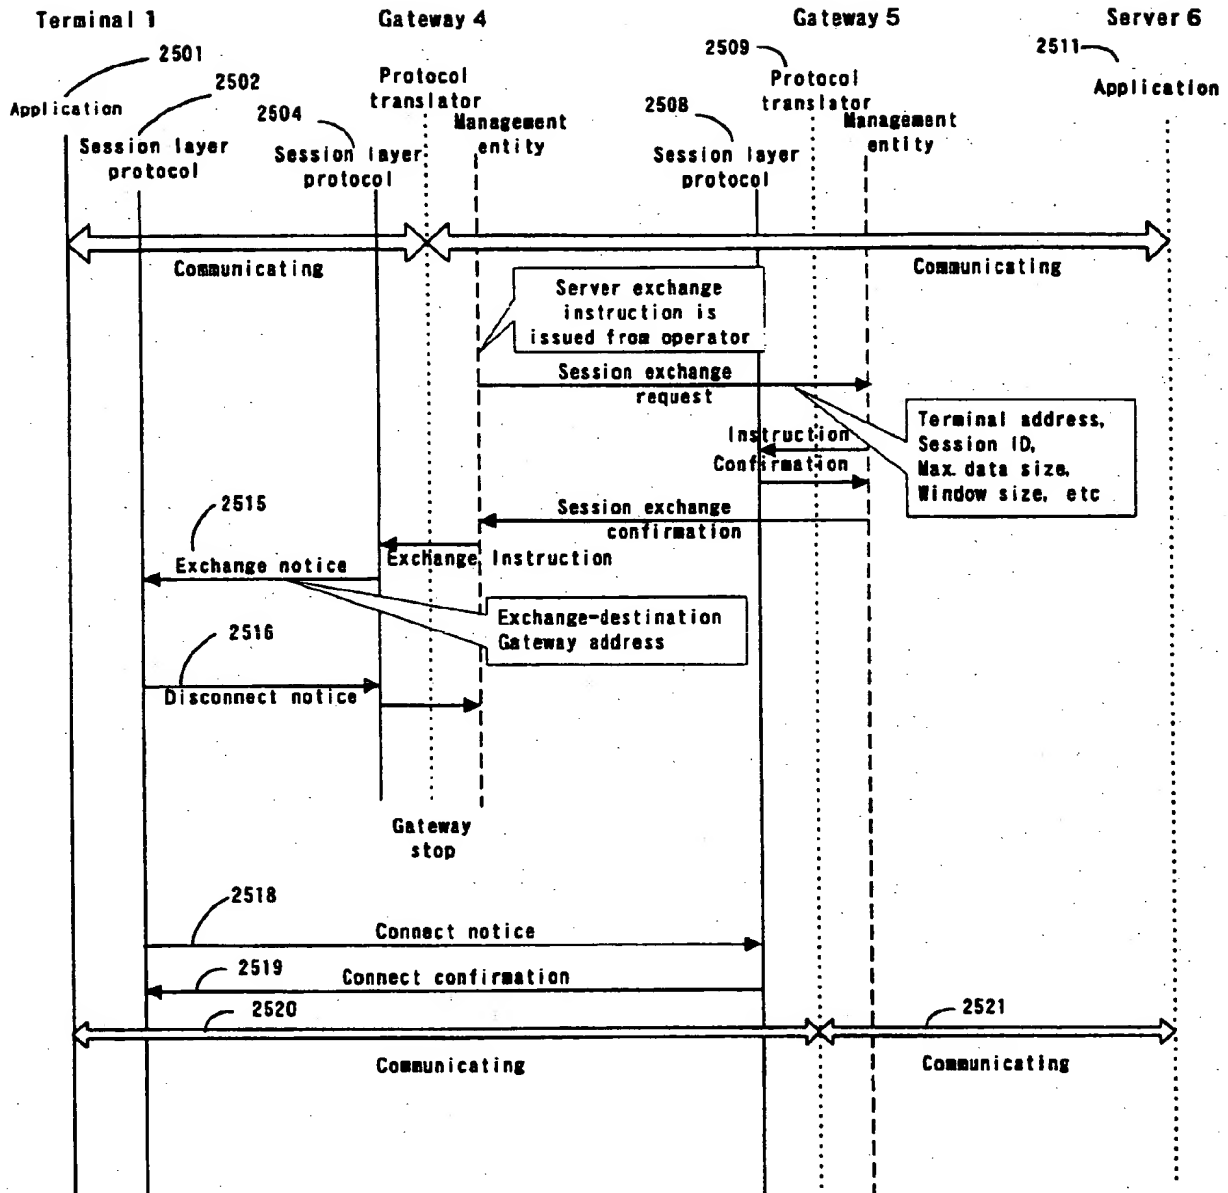 Terminal 1
Gateway 4
Gateway 5
Server 6
2501
2502
2504
2508
2509
2511
Application
Session layer
protocol
Session layer
protocol
Protocol
translator
Management
entity
Session layer
protocol
Protocol
translator
Management
entity
Application
Communicating
Communicating
Server exchange
instruction is
issued from operator
Session exchange
request
Terminal address,
Session ID,
Max. data size,
Window size, etc
Instruction
Confirmation
Session exchange
confirmation
Exchange Instruction
2515
Exchange notice
Exchange-destination
Gateway address
2516
Disconnect notice
Gateway
stop
2518
Connect notice
2519
Connect confirmation
2520
2521
Communicating
Communicating